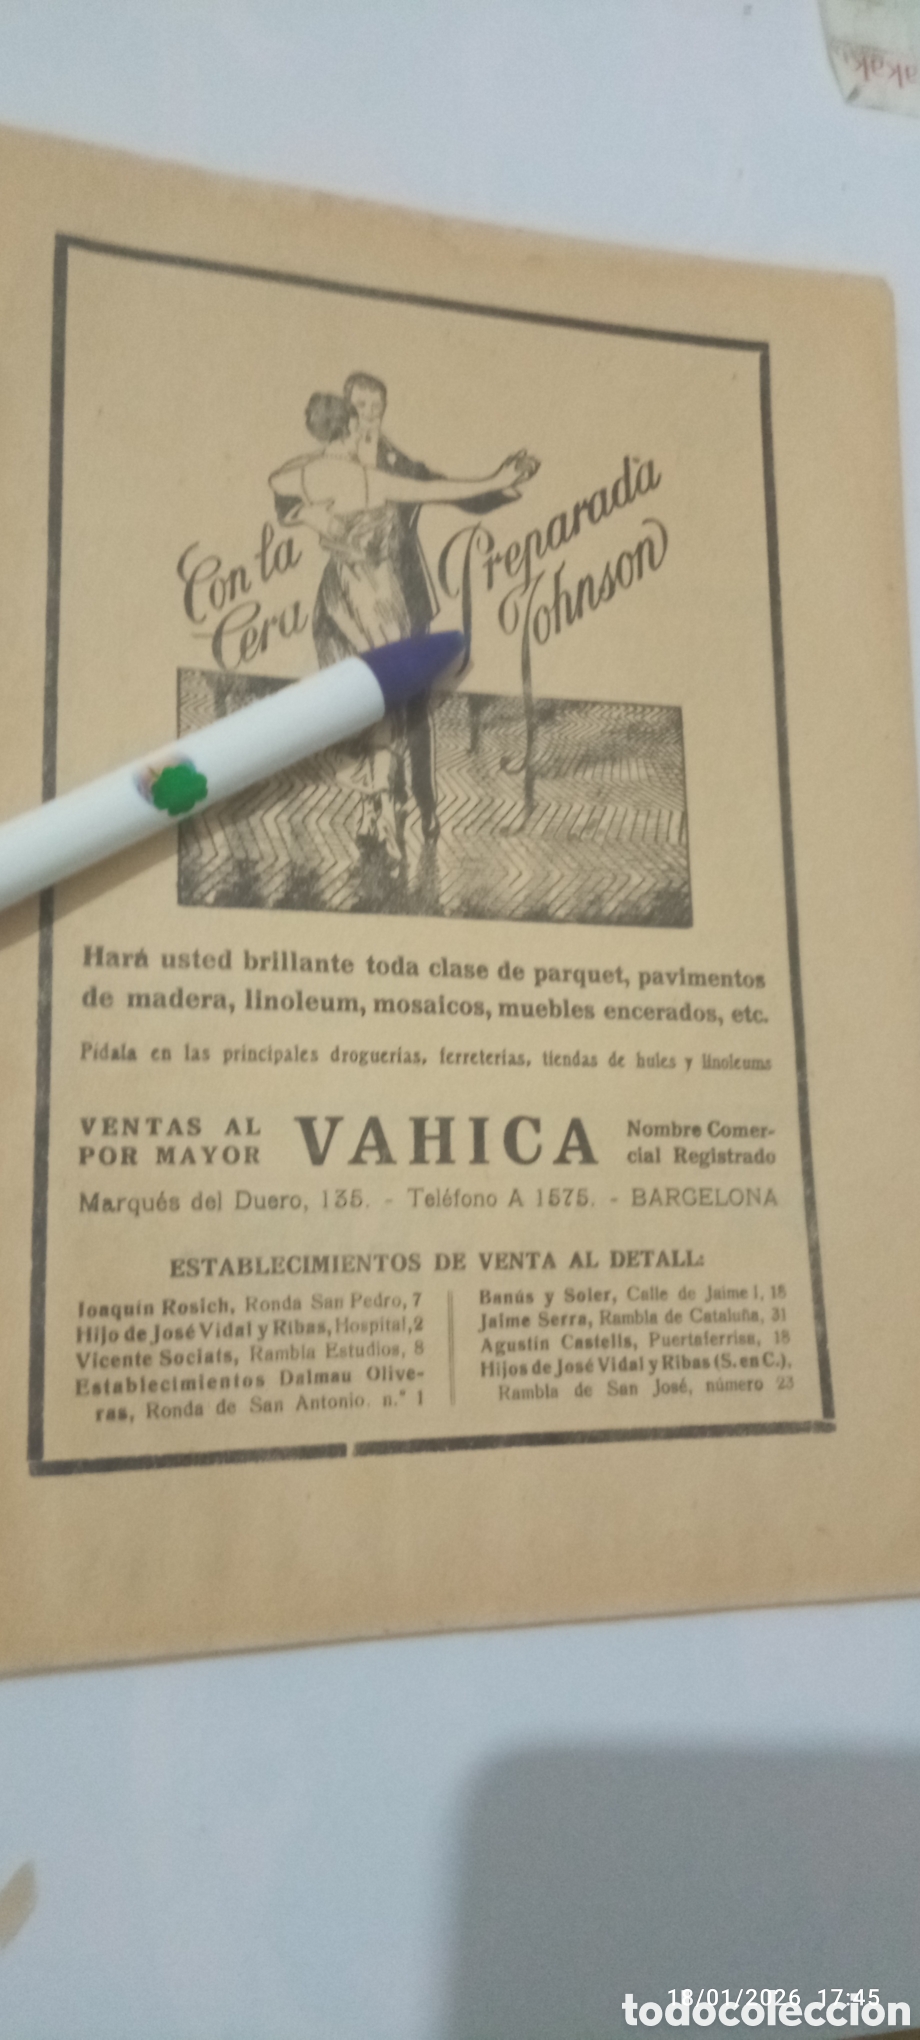 Con la
Cera
Preparada
Johnson
Hará usted brillante toda clase de parquet, pavimentos
de madera, linoleum, mosaicos, muebles encerados, etc.
Pídala en las principales droguerías, ferreterías, tiendas de hules y linoleums
VENTAS AL
POR MAYOR
VAHICA
Nombre Comer-
cial Registrado
Marqués del Duero, 135. - Teléfono A 1575. - BARCELONA
ESTABLECIMIENTOS DE VENTA AL DETALL:
Joaquín Rosich, Ronda San Pedro, 7
Hijo de José Vidal y Ribas, Hospital, 2
Vicente Sociats, Rambla Estudios, 8
Establecimientos Dalmau Olive-
ras, Ronda de San Antonio. n.° 1
Banús y Soler, Calle de Jaime I, 18
Jaime Serra, Rambla de Cataluña, 31
Agustín Castells, Puertaferrisa, 18
Hijos de José Vidal y Ribas (S. en C.),
Rambla de San José, número 23
18/01/2026 17:45
todocoleccion